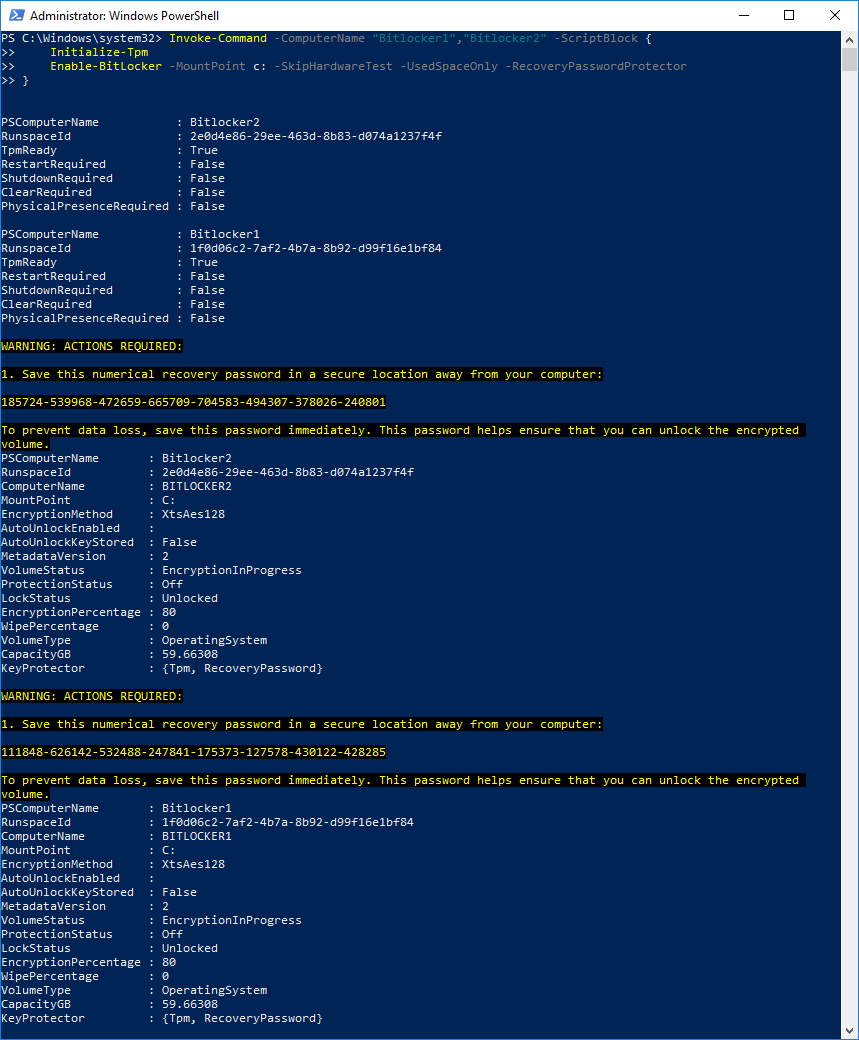 Administrator: Windows PowerShell
PS C:\Windows\system32> Invoke-Command -ComputerName "Bitlocker1","Bitlocker2" -ScriptBlock {
>>     Initialize-Tpm
>>     Enable-BitLocker -MountPoint c: -SkipHardwareTest -UsedSpaceOnly -RecoveryPasswordProtector
>> }
PSComputerName           : Bitlocker2
RunspaceId               : 2e0d4e86-29ee-463d-8b83-d074a1237f4f
TpmReady                 : True
RestartRequired          : False
ShutdownRequired         : False
ClearRequired            : False
PhysicalPresenceRequired : False
PSComputerName           : Bitlocker1
RunspaceId               : 1f0d06c2-7af2-4b7a-8b92-d99f16e1bf84
TpmReady                 : True
RestartRequired          : False
ShutdownRequired         : False
ClearRequired            : False
PhysicalPresenceRequired : False
WARNING: ACTIONS REQUIRED:
1. Save this numerical recovery password in a secure location away from your computer:
185724-539968-472659-665709-704583-494307-378026-240801
To prevent data loss, save this password immediately. This password helps ensure that you can unlock the encrypted
volume.
PSComputerName       : Bitlocker2
RunspaceId           : 2e0d4e86-29ee-463d-8b83-d074a1237f4f
ComputerName         : BITLOCKER2
MountPoint           : C:
EncryptionMethod     : XtsAes128
AutoUnlockEnabled    :
AutoUnlockKeyStored  : False
MetadataVersion      : 2
VolumeStatus         : EncryptionInProgress
ProtectionStatus     : Off
LockStatus           : Unlocked
EncryptionPercentage : 80
WipePercentage       : 0
VolumeType           : OperatingSystem
CapacityGB           : 59.66308
KeyProtector         : {Tpm, RecoveryPassword}
WARNING: ACTIONS REQUIRED:
1. Save this numerical recovery password in a secure location away from your computer:
111848-626142-532488-247841-175373-127578-430122-428285
To prevent data loss, save this password immediately. This password helps ensure that you can unlock the encrypted
volume.
PSComputerName       : Bitlocker1
RunspaceId           : 1f0d06c2-7af2-4b7a-8b92-d99f16e1bf84
ComputerName         : BITLOCKER1
MountPoint           : C:
EncryptionMethod     : XtsAes128
AutoUnlockEnabled    :
AutoUnlockKeyStored  : False
MetadataVersion      : 2
VolumeStatus         : EncryptionInProgress
ProtectionStatus     : Off
LockStatus           : Unlocked
EncryptionPercentage : 80
WipePercentage       : 0
VolumeType           : OperatingSystem
CapacityGB           : 59.66308
KeyProtector         : {Tpm, RecoveryPassword}